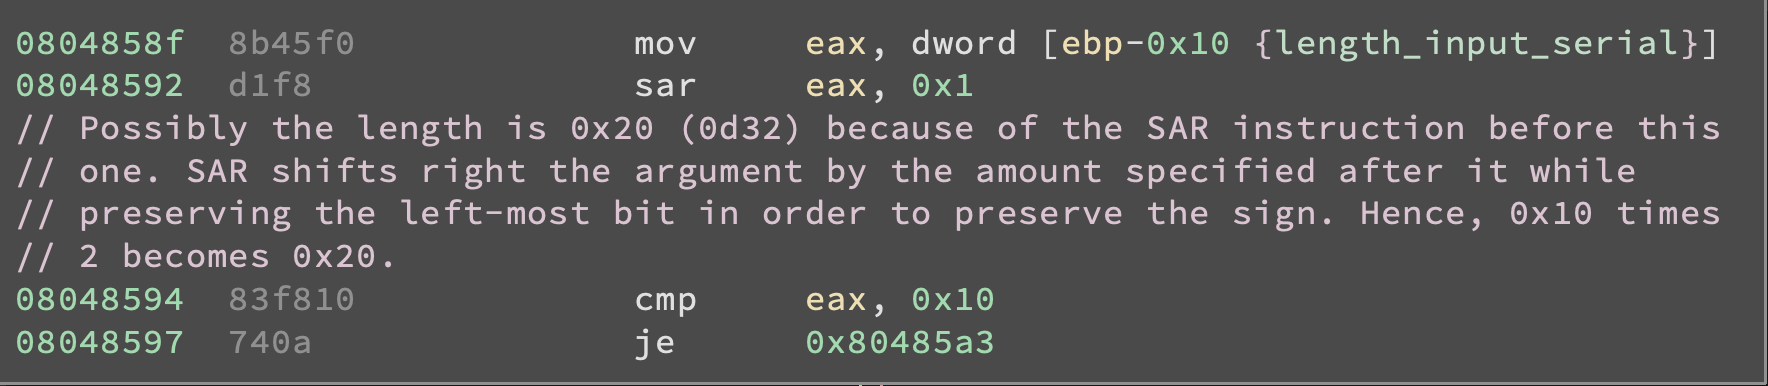 0804858f  8b45f0             mov     eax, dword [ebp-0x10 {length_input_serial}]
08048592  d1f8               sar     eax, 0x1
// Possibly the length is 0x20 (0d32) because of the SAR instruction before this
// one. SAR shifts right the argument by the amount specified after it while
// preserving the left-most bit in order to preserve the sign. Hence, 0x10 times
// 2 becomes 0x20.
08048594  83f810             cmp     eax, 0x10
08048597  740a               je      0x80485a3